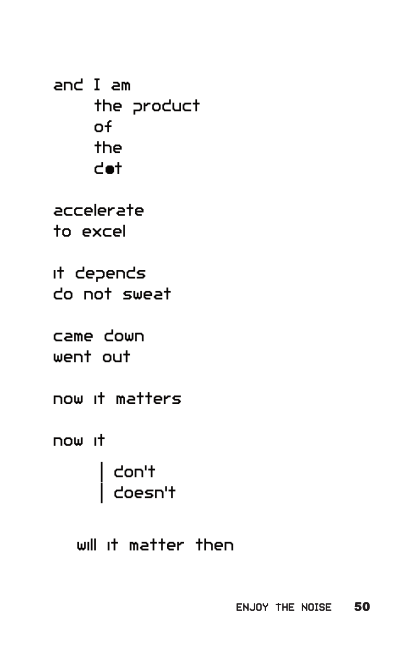 and I am
the product
of
the
d●t
accelerate
to excel
it depends
do not sweat
came down
went out
now it matters
now it
don't
doesn't
will it matter then
ENJOY THE NOISE 50